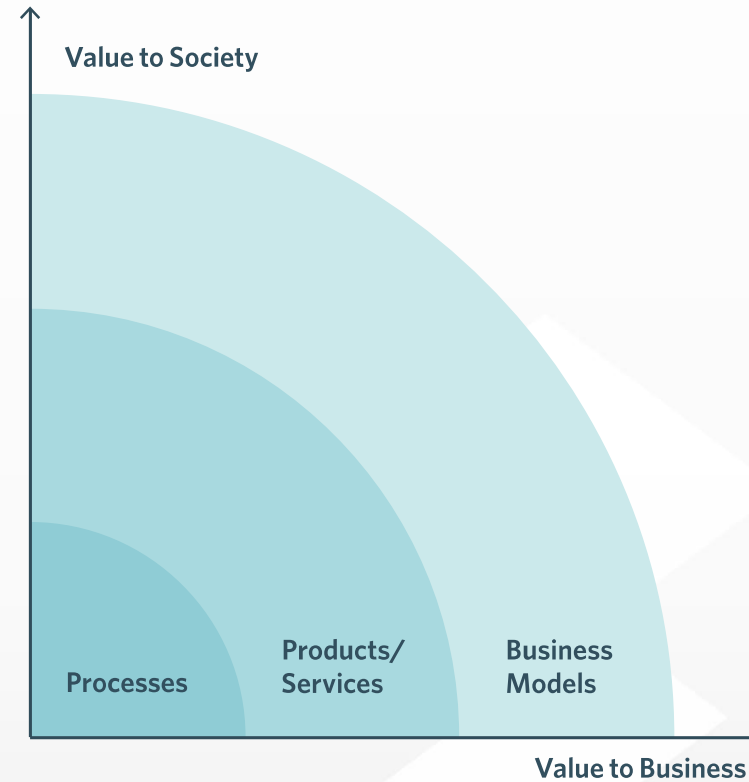 Value to Society
Products/
Services
Business
Models
Processes
Value to Business